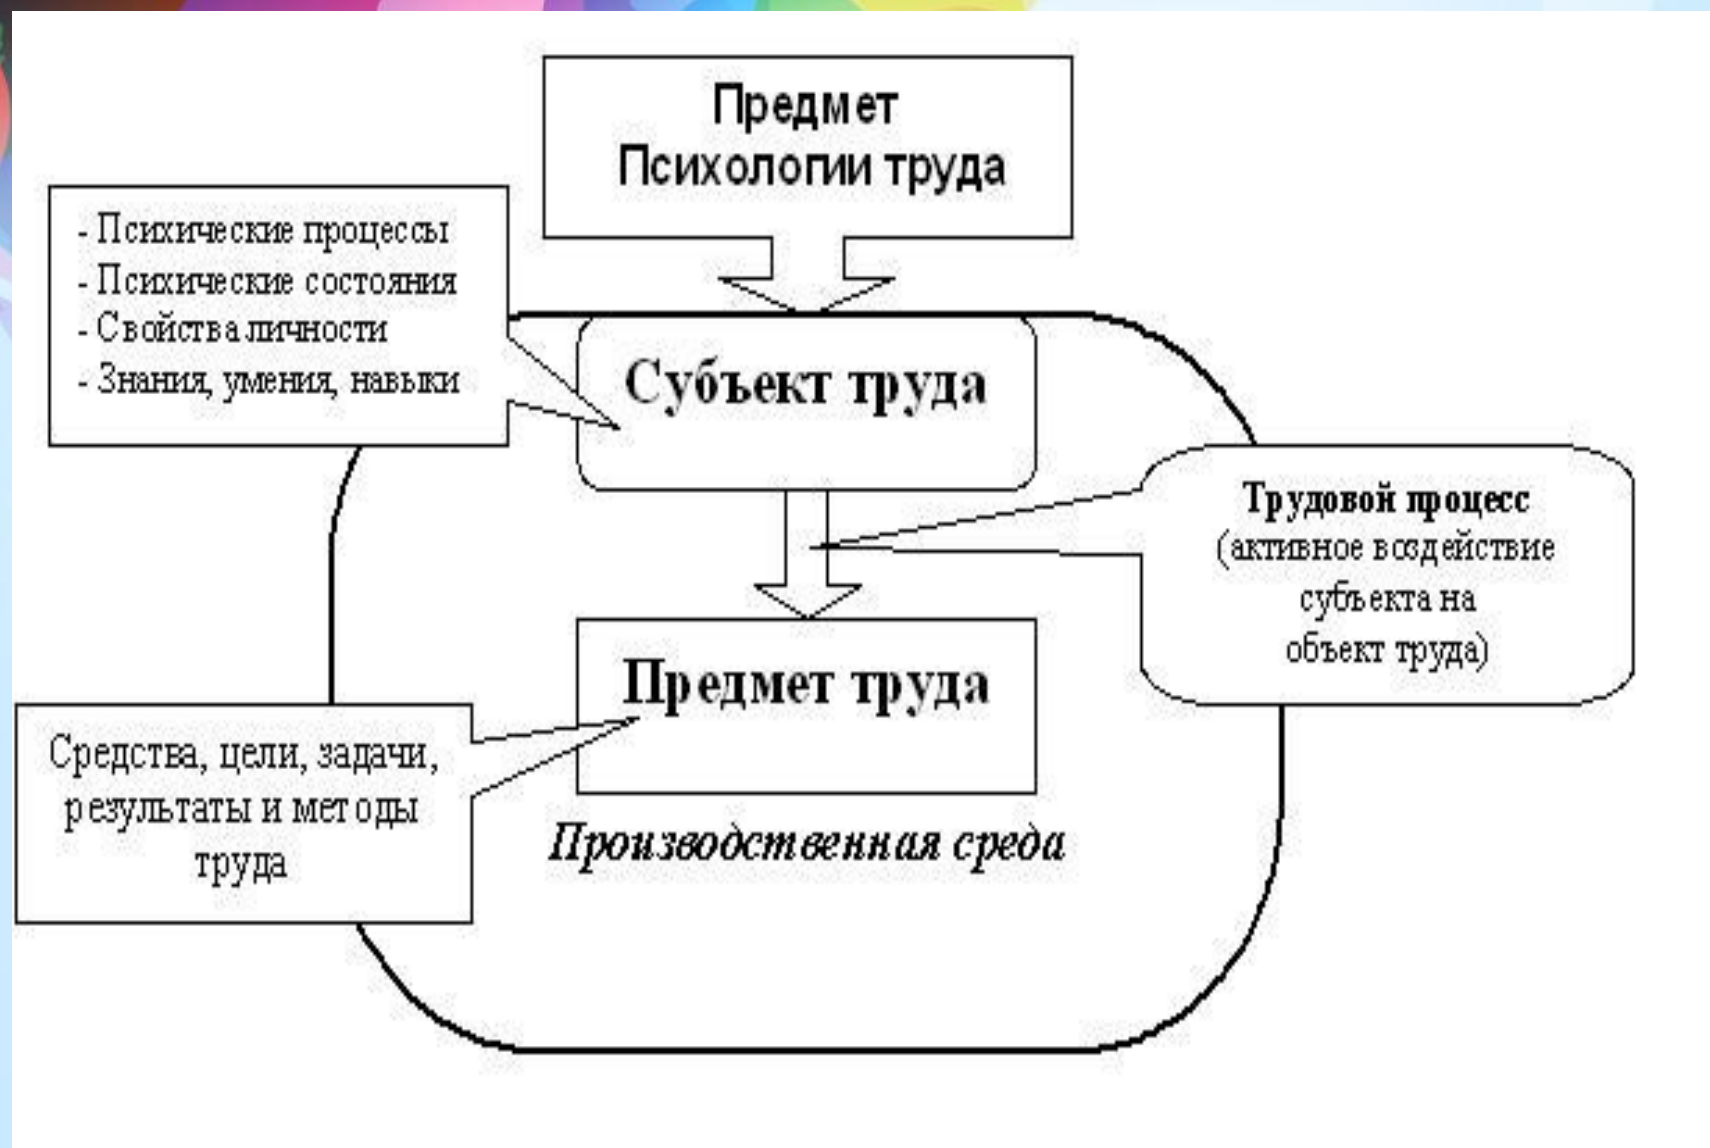 Предмет
Психологии труда
- Психические процессы
- Психические состояния
- Свойства личности
- Знания, умения, навыки
Субъект труда
Трудовой процесс
(активное воздействие
субъекта на
объект труда)
Предмет труда
Средства, цели, задачи,
результаты и методы
труда
Производственная среда